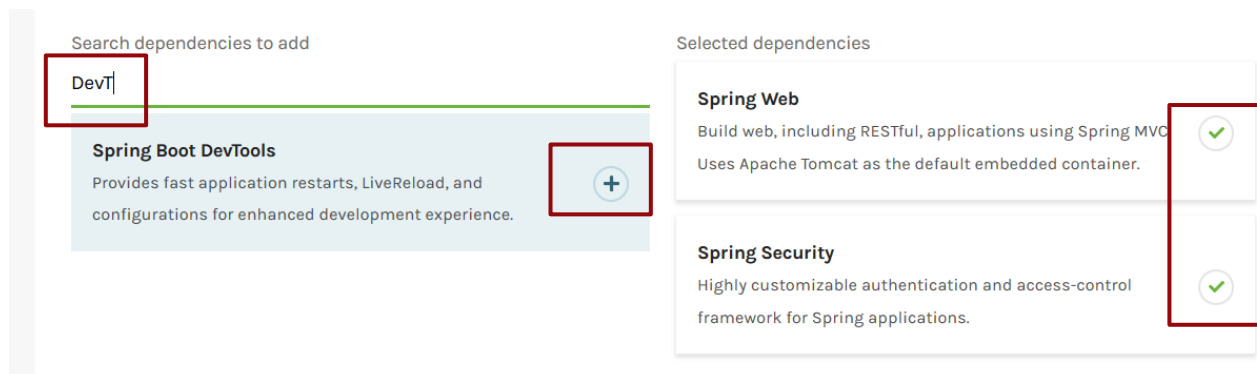 Search dependencies to add
DevT
Spring Boot DevTools
Provides fast application restarts, LiveReload, and
configurations for enhanced development experience.
Selected dependencies
Spring Web
Build web, including RESTful, applications using Spring MVC
Uses Apache Tomcat as the default embedded container.
Spring Security
Highly customizable authentication and access-control
framework for Spring applications.